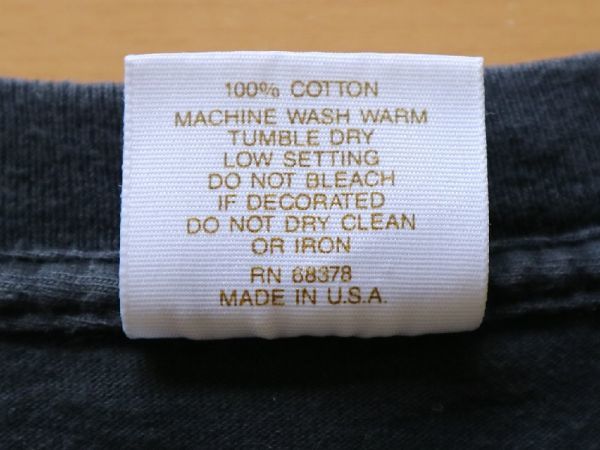 100% COTTON
MACHINE WASH WARM
TUMBLE DRY
LOW SETTING
DO NOT BLEACH
IF DECORATED
DO NOT DRY CLEAN
OR IRON
RN 68378
MADE IN U.S.A.